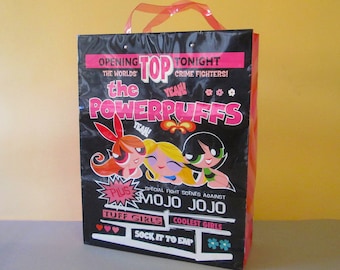 OPENING TOP TONIGHT
THE WORLDS' CRIME FIGHTERS!
YEAH!
the
POWERPUFFS
YEAH!
PLUS
SPECIAL FIGHT SCENES AGAINST
MOJO JOJO
TUFF GIRLS COOLEST GIRLS
SOCK IT TO EM!